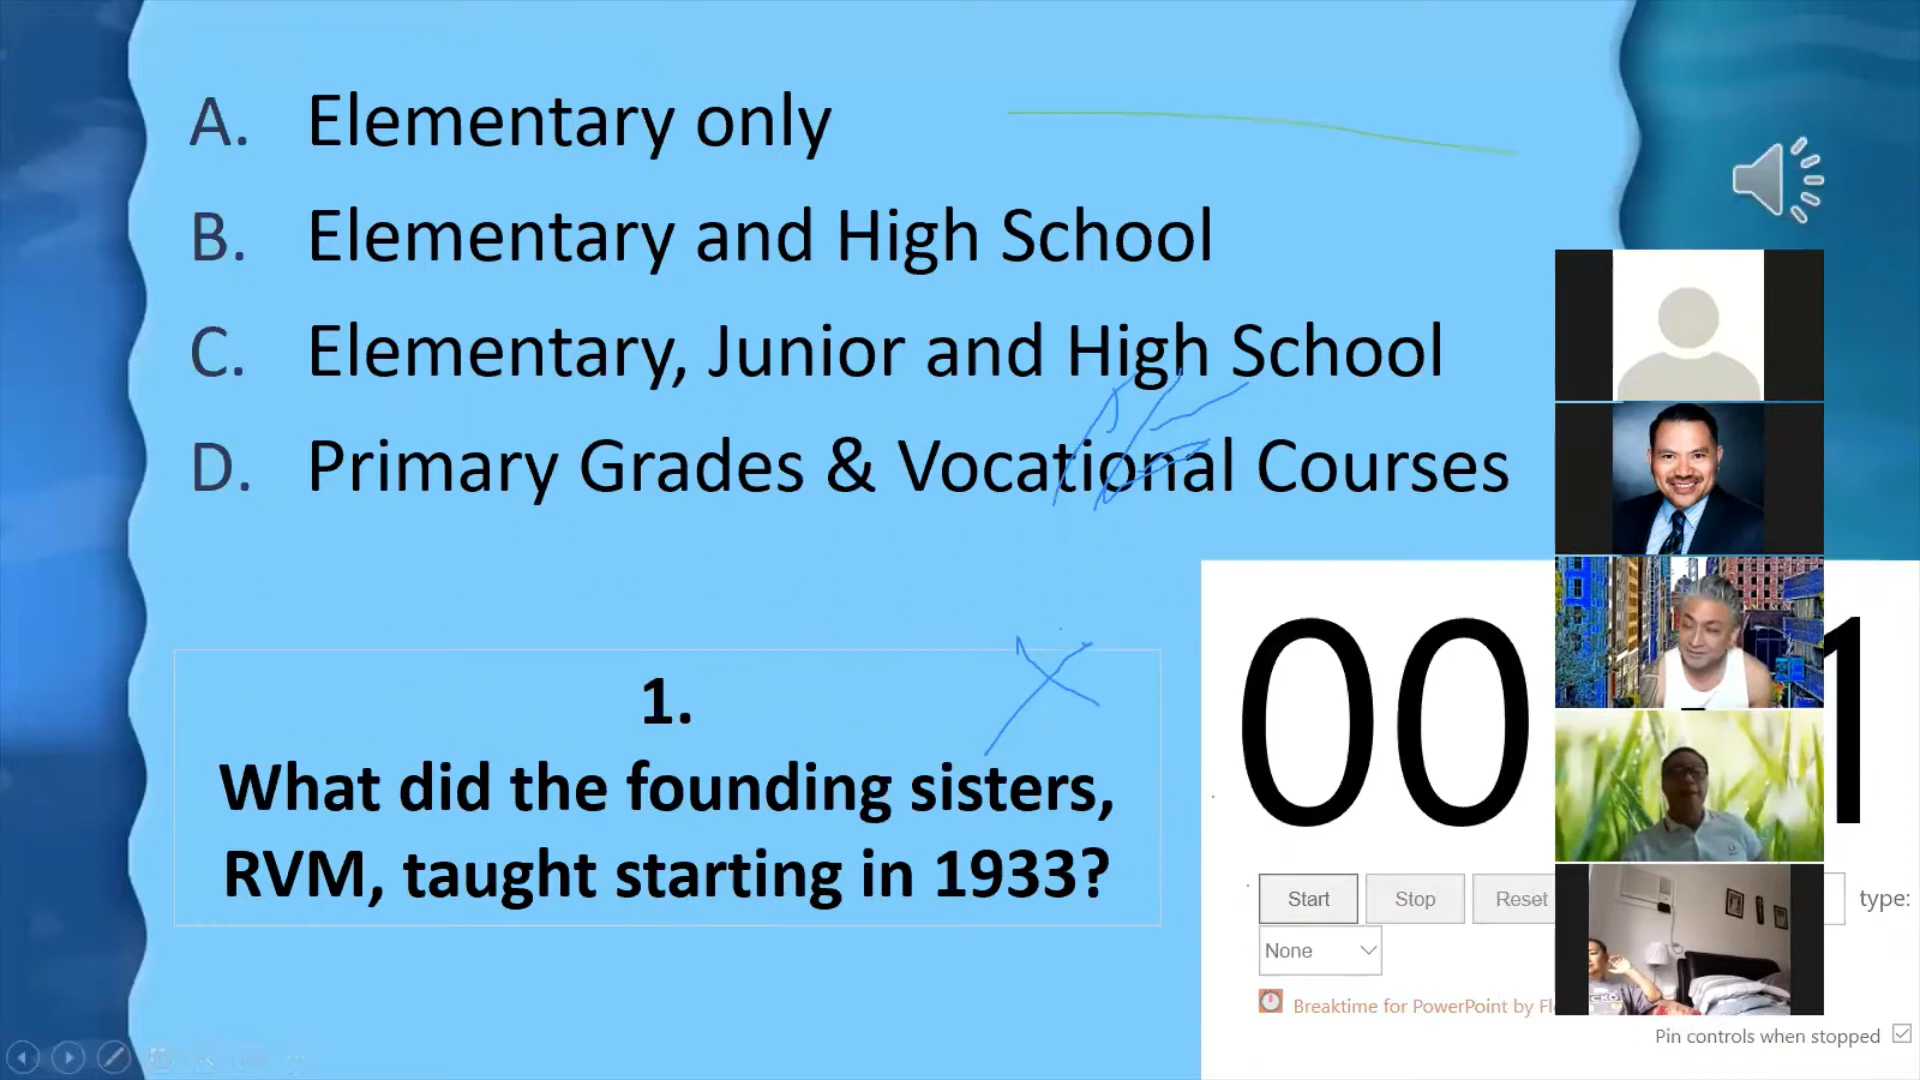 A. Elementary only
B. Elementary and High School
C. Elementary, Junior and High School
D. Primary Grades & Vocational Courses
1.
What did the founding sisters,
RVM, taught starting in 1933?
00 1
Start Stop Reset type:
None
Breaktime for PowerPoint by
Pin controls when stopped